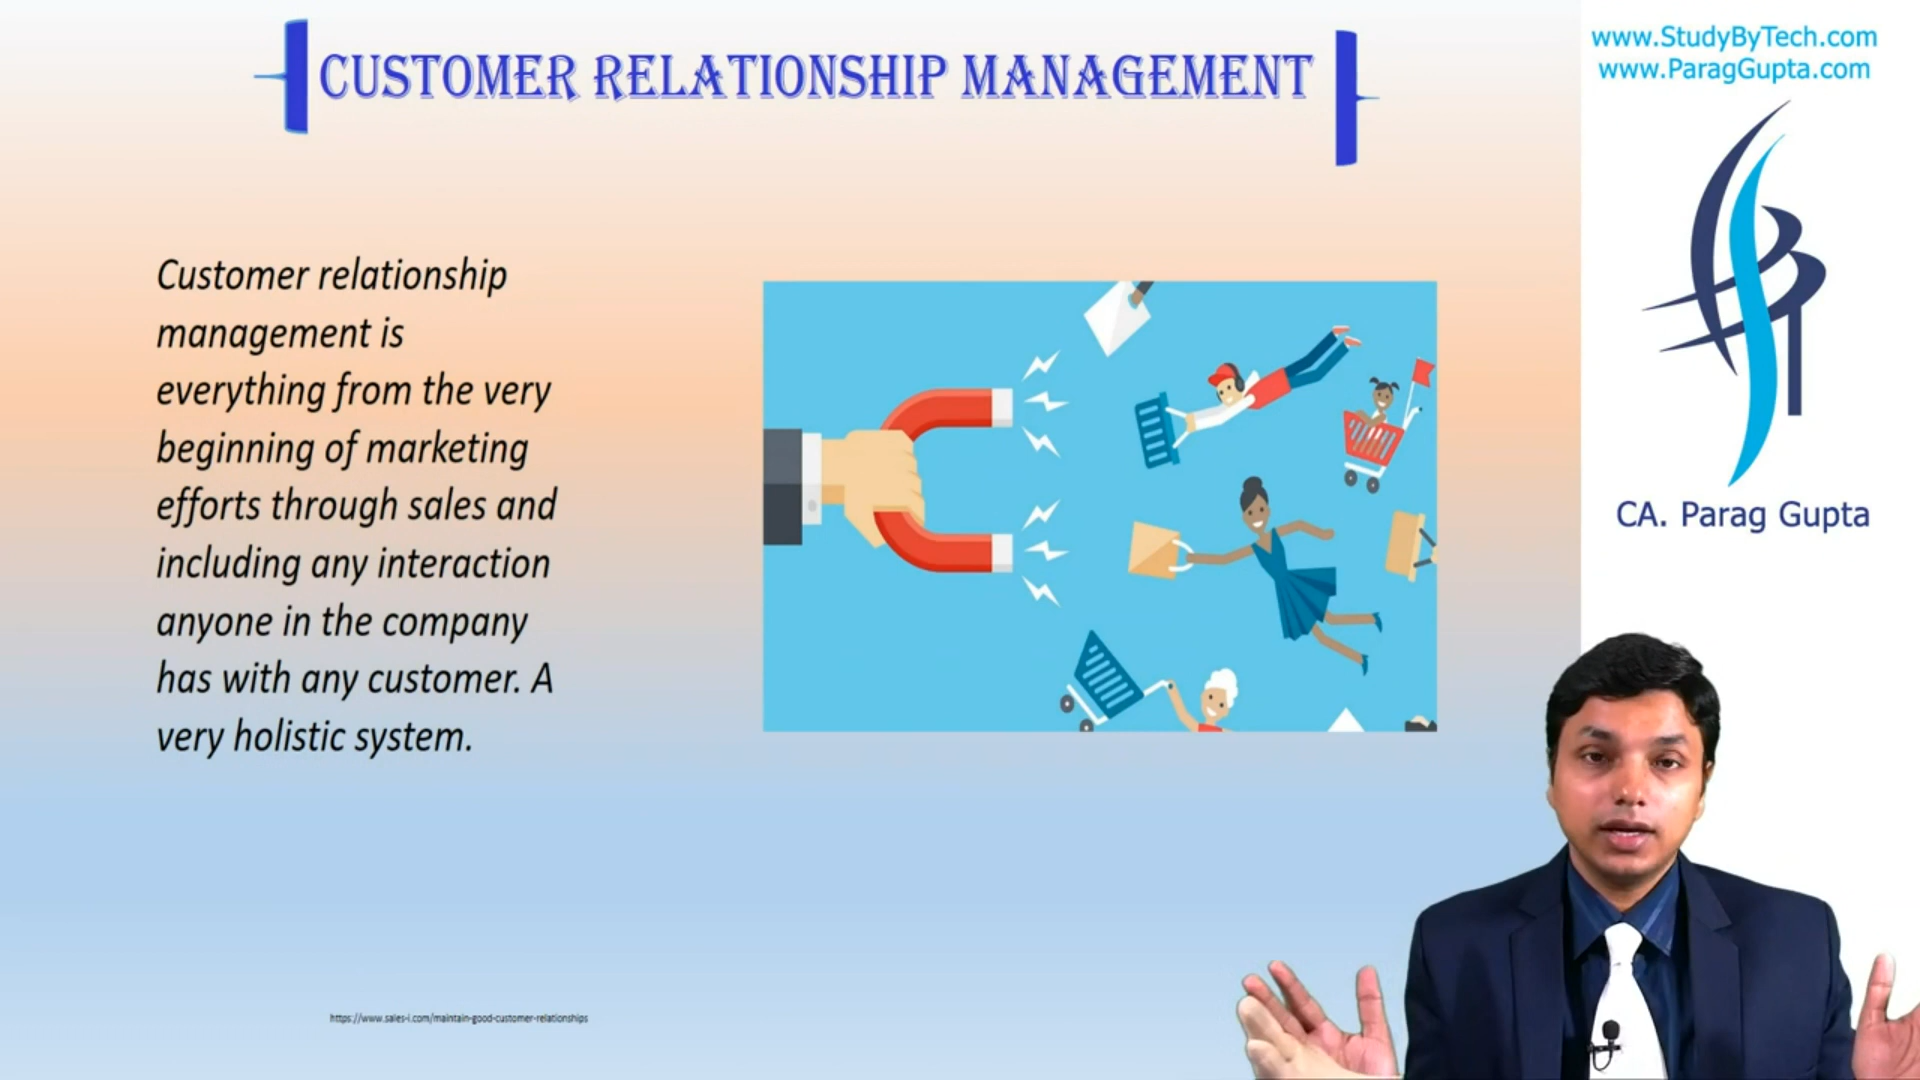 CUSTOMER RELATIONSHIP MANAGEMENT
Customer relationship
management is
everything from the very
beginning of marketing
efforts through sales and
including any interaction
anyone in the company
has with any customer. A
very holistic system.
https://www.sales-i.com/maintain-good-customer-relationships
www.StudyByTech.com
www.ParagGupta.com
CA. Parag Gupta